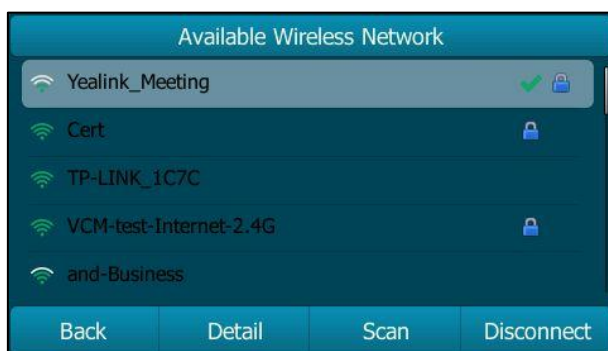 Available Wireless Network
Yealink_Meeting
Cert
TP-LINK_1C7C
VCM-test-Internet-2.4G
and-Business
Back Detail Scan Disconnect